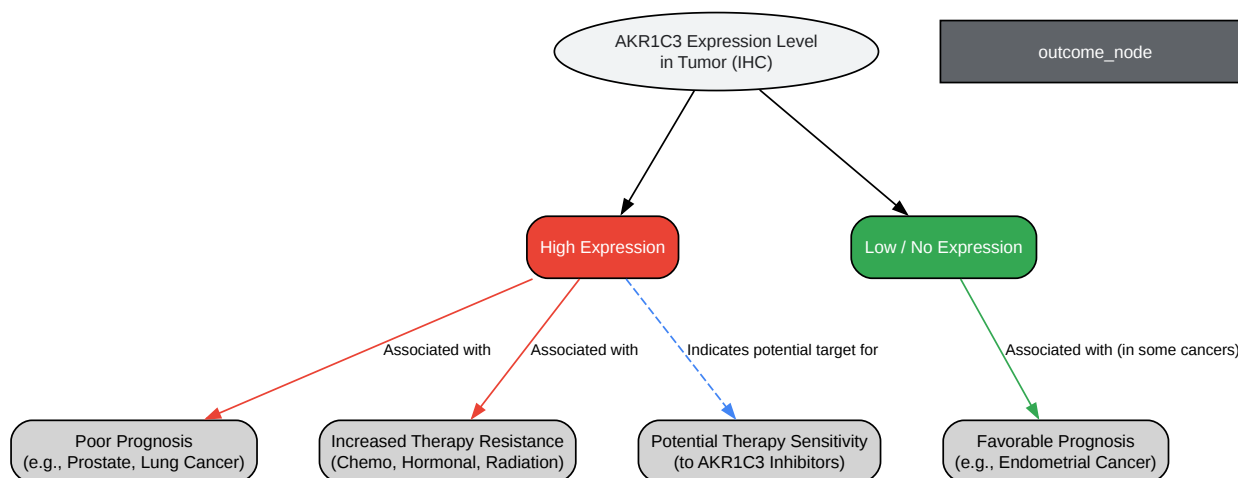 AKR1C3 Expression Level
in Tumor (IHC)
outcome_node
High Expression
Low / No Expression
Associated with
Associated with
Indicates potential target for
Associated with (in some cancers)
Poor Prognosis
(e.g., Prostate, Lung Cancer)
Increased Therapy Resistance
(Chemo, Hormonal, Radiation)
Potential Therapy Sensitivity
(to AKR1C3 Inhibitors)
Favorable Prognosis
(e.g., Endometrial Cancer)